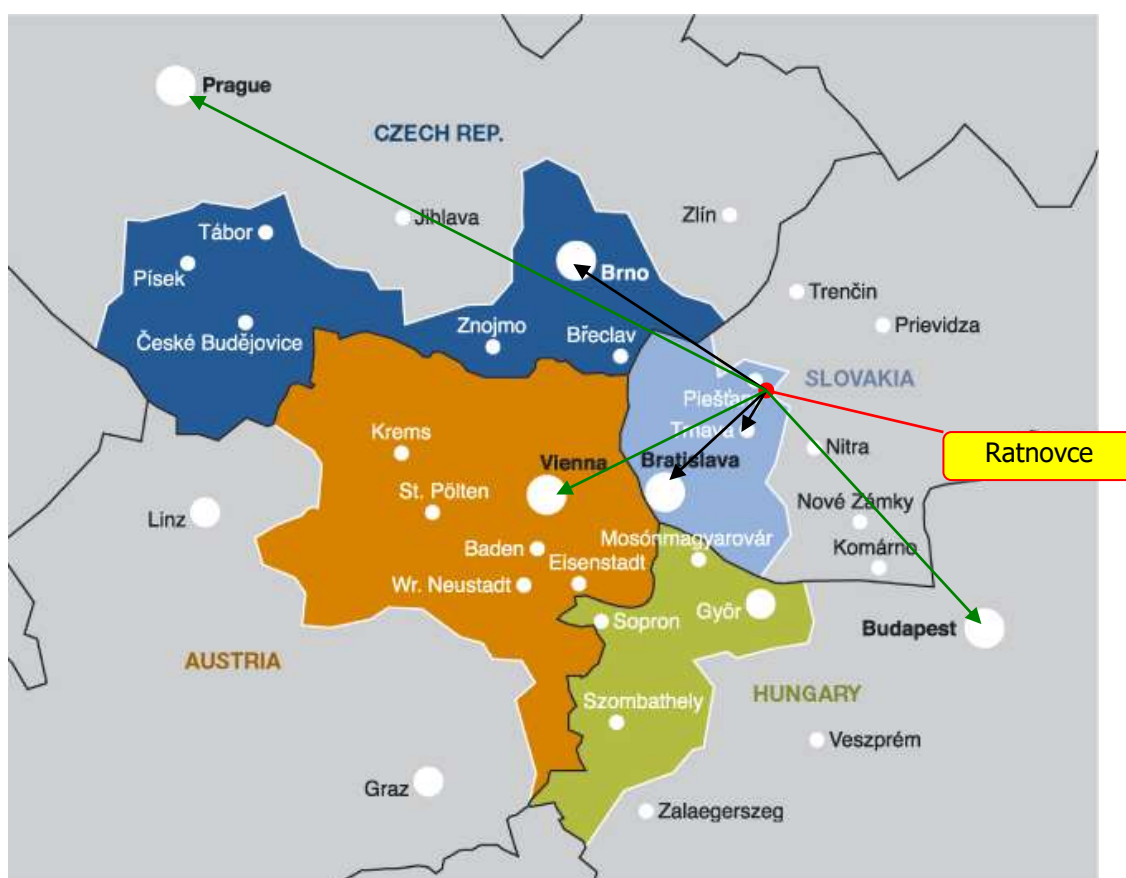 Prague
CZECH REP.
Jihlava
Zlín
Tábor
Písek
Brno
Trenčín
Znojmo
Břeclav
Prievidza
České Budějovice
SLOVAKIA
Krems
Trnava
Nitra
Ratnovce
Vienna
Bratislava
St. Pölten
Nové Zámky
Linz
Mosónmagyarovár
Komárno
Baden
Eisenstadt
Wr. Neustadt
Győr
Sopron
Budapest
AUSTRIA
Szombathely
HUNGARY
Veszprém
Graz
Zalaegerszeg